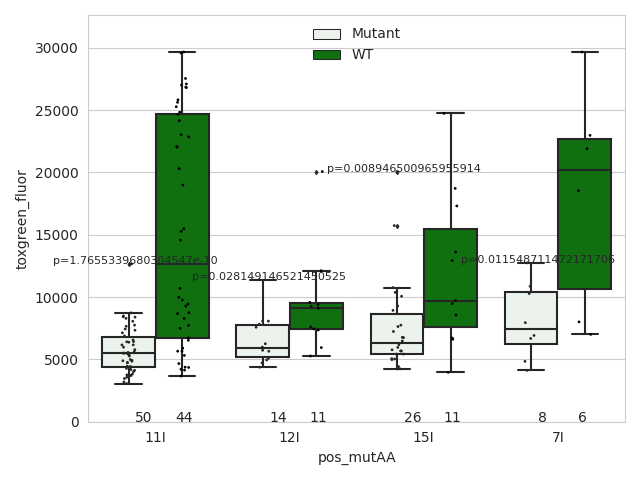 Mutant
WT
30000
25000
20000
15000
10000
5000
0
toxgreen_fluor
p=0.008946500965955914
p=1.7655339680304547e-10
p=0.028149146521450525
p=0.011548711472171706
50 44 14 11 26 11 8 6
11I 12I 15I 7I
pos_mutAA